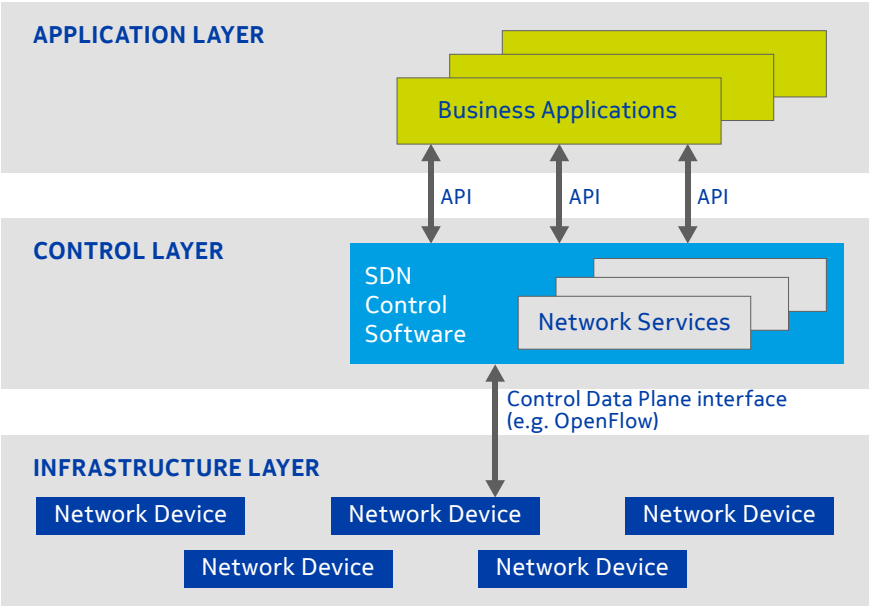 APPLICATION LAYER
Business Applications
API
API
API
CONTROL LAYER
SDN
Control
Software
Network Services
Control Data Plane interface
(e.g. OpenFlow)
INFRASTRUCTURE LAYER
Network Device
Network Device
Network Device
Network Device
Network Device